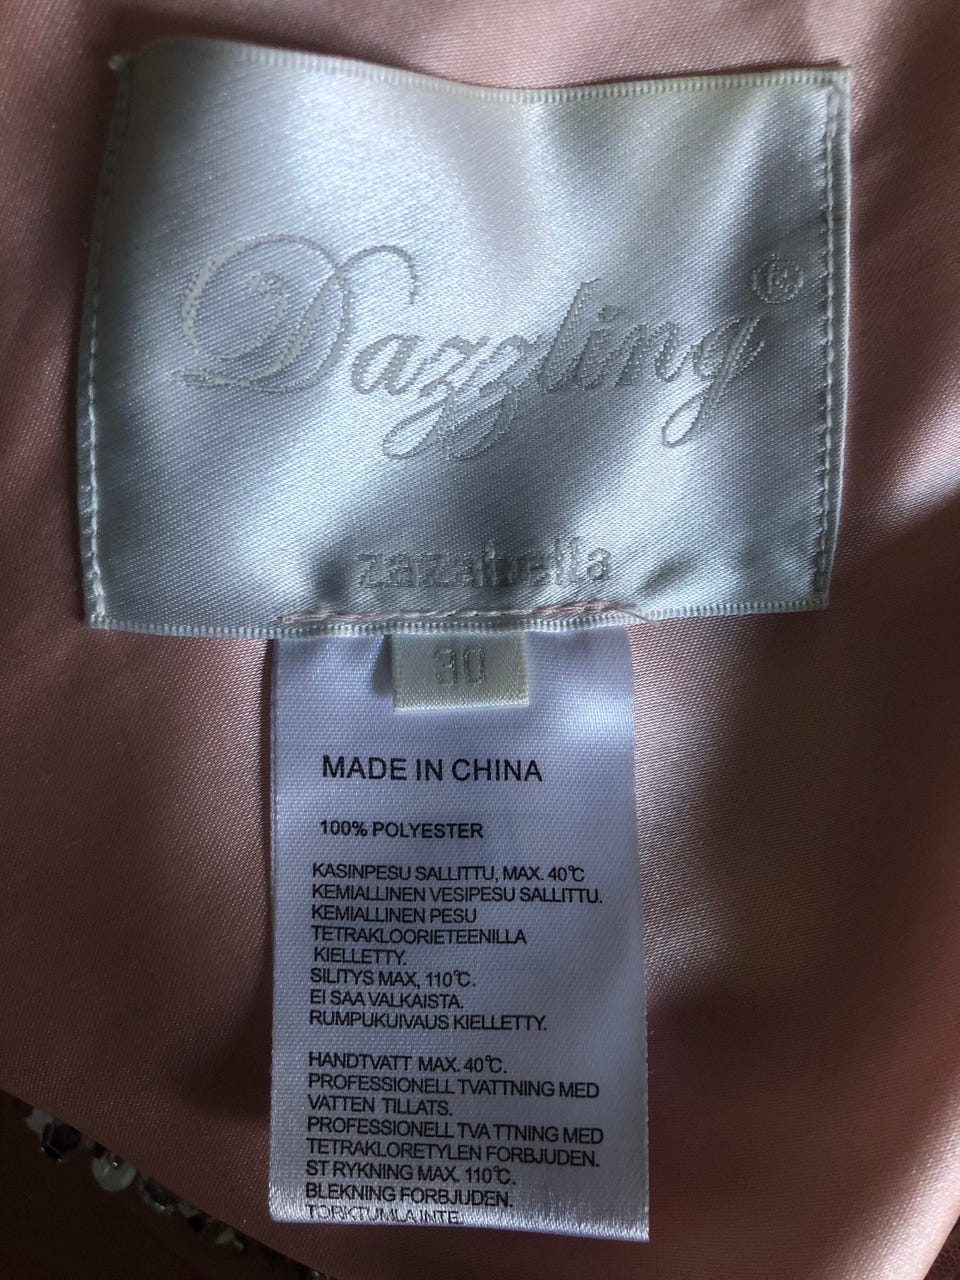 Dazzling®
zazabella
30
MADE IN CHINA
100% POLYESTER
KASINPESU SALLITTU, MAX. 40℃
KEMIALLINEN VESIPESU SALLITTU.
KEMIALLINEN PESU
TETRAKLOORIETEENILLA
KIELLETTY.
SILITYS MAX, 110℃.
EI SAA VALKAISTA.
RUMPUKUIVAUS KIELLETTY.
HANDTVATT MAX. 40℃.
PROFESSIONELL TVATTNING MED
VATTEN TILLATS.
PROFESSIONELL TVA TTNING MED
TETRAKLORETYLEN FORBJUDEN.
ST RYKNING MAX. 110℃.
BLEKNING FORBJUDEN.
TORKTUMLA INTE.